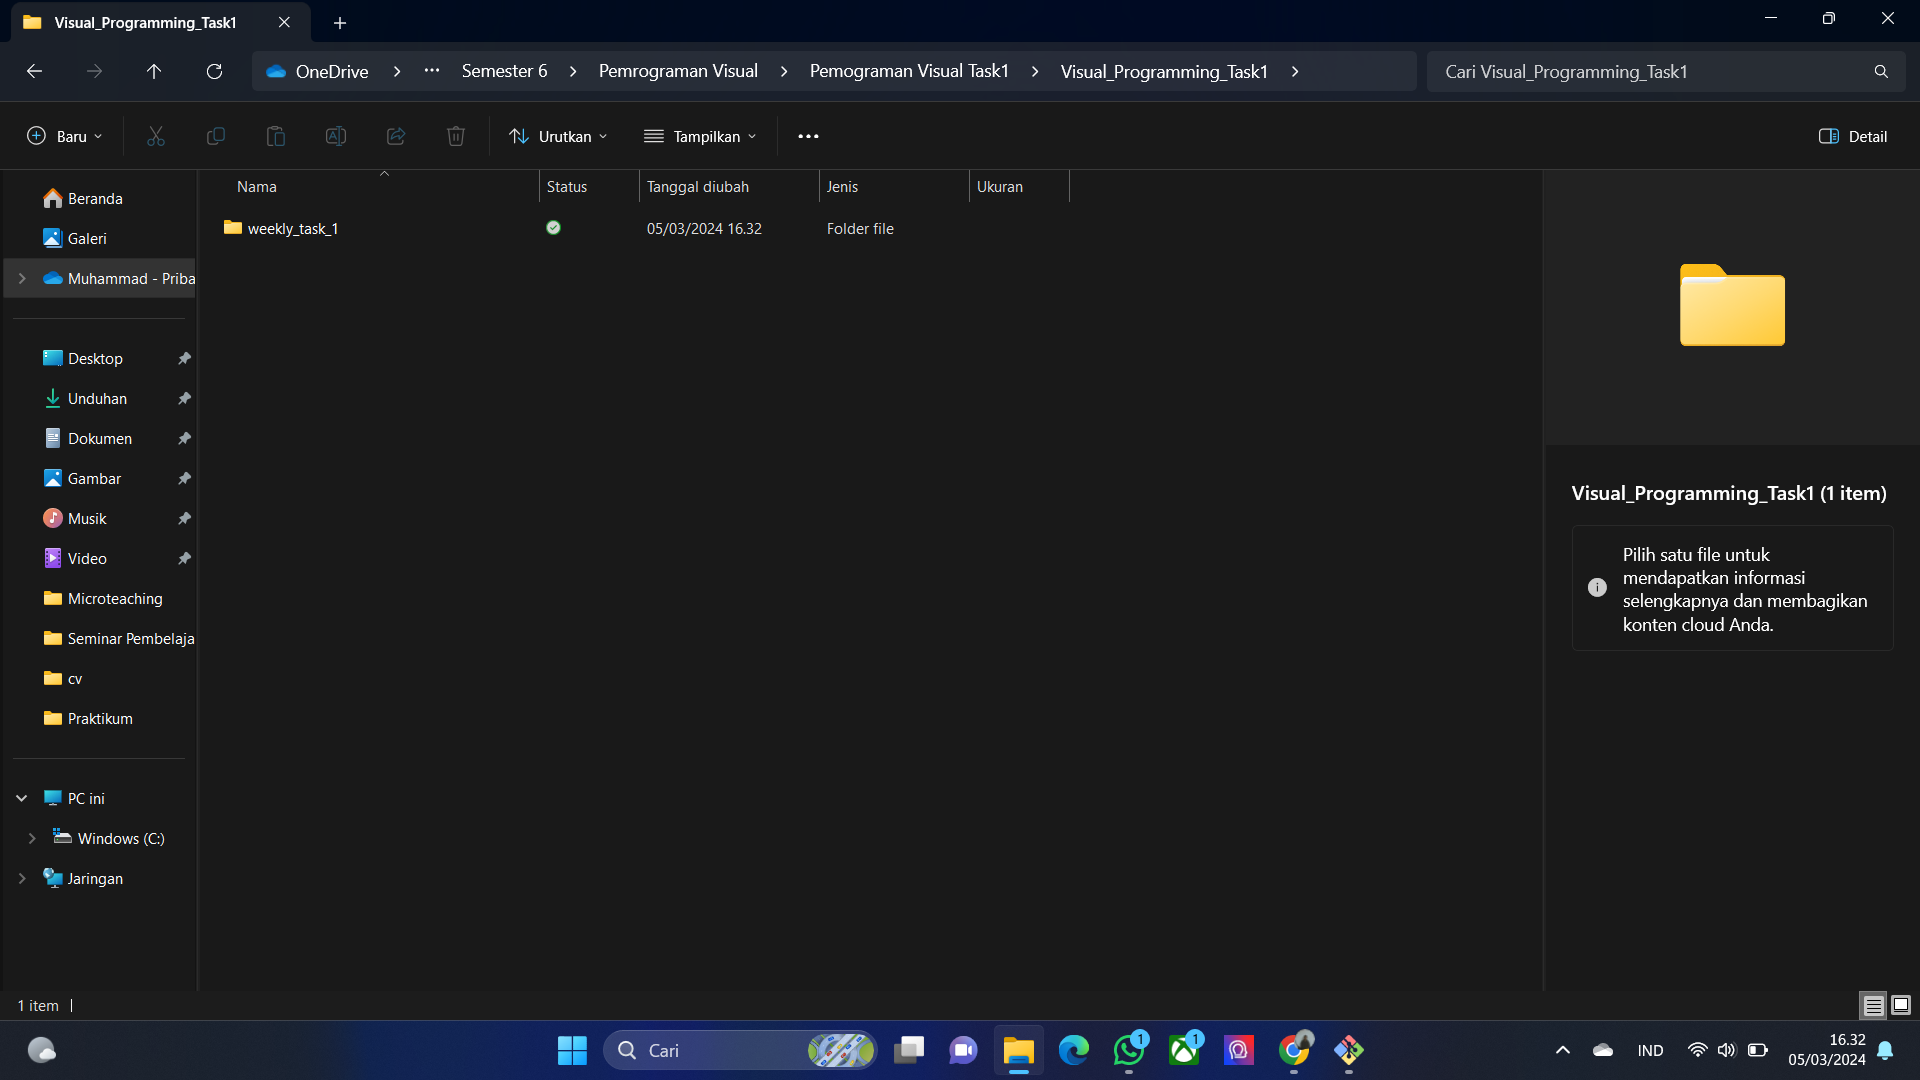 Visual_Programming_Task1
OneDrive > ... Semester 6 > Pemrograman Visual > Pemograman Visual Task1 > Visual_Programming_Task1 >
Cari Visual_Programming_Task1
Baru
Urutkan
Tampilkan
Detail
Nama Status Tanggal diubah Jenis Ukuran
weekly_task_1 05/03/2024 16.32 Folder file
Beranda
Galeri
Muhammad - Priba
Desktop
Unduhan
Dokumen
Gambar
Musik
Video
Microteaching
Seminar Pembelaja
cv
Praktikum
PC ini
Windows (C:)
Jaringan
Visual_Programming_Task1 (1 item)
Pilih satu file untuk
mendapatkan informasi
selengkapnya dan membagikan
konten cloud Anda.
1 item
Cari
1
1
IND
16.32
05/03/2024